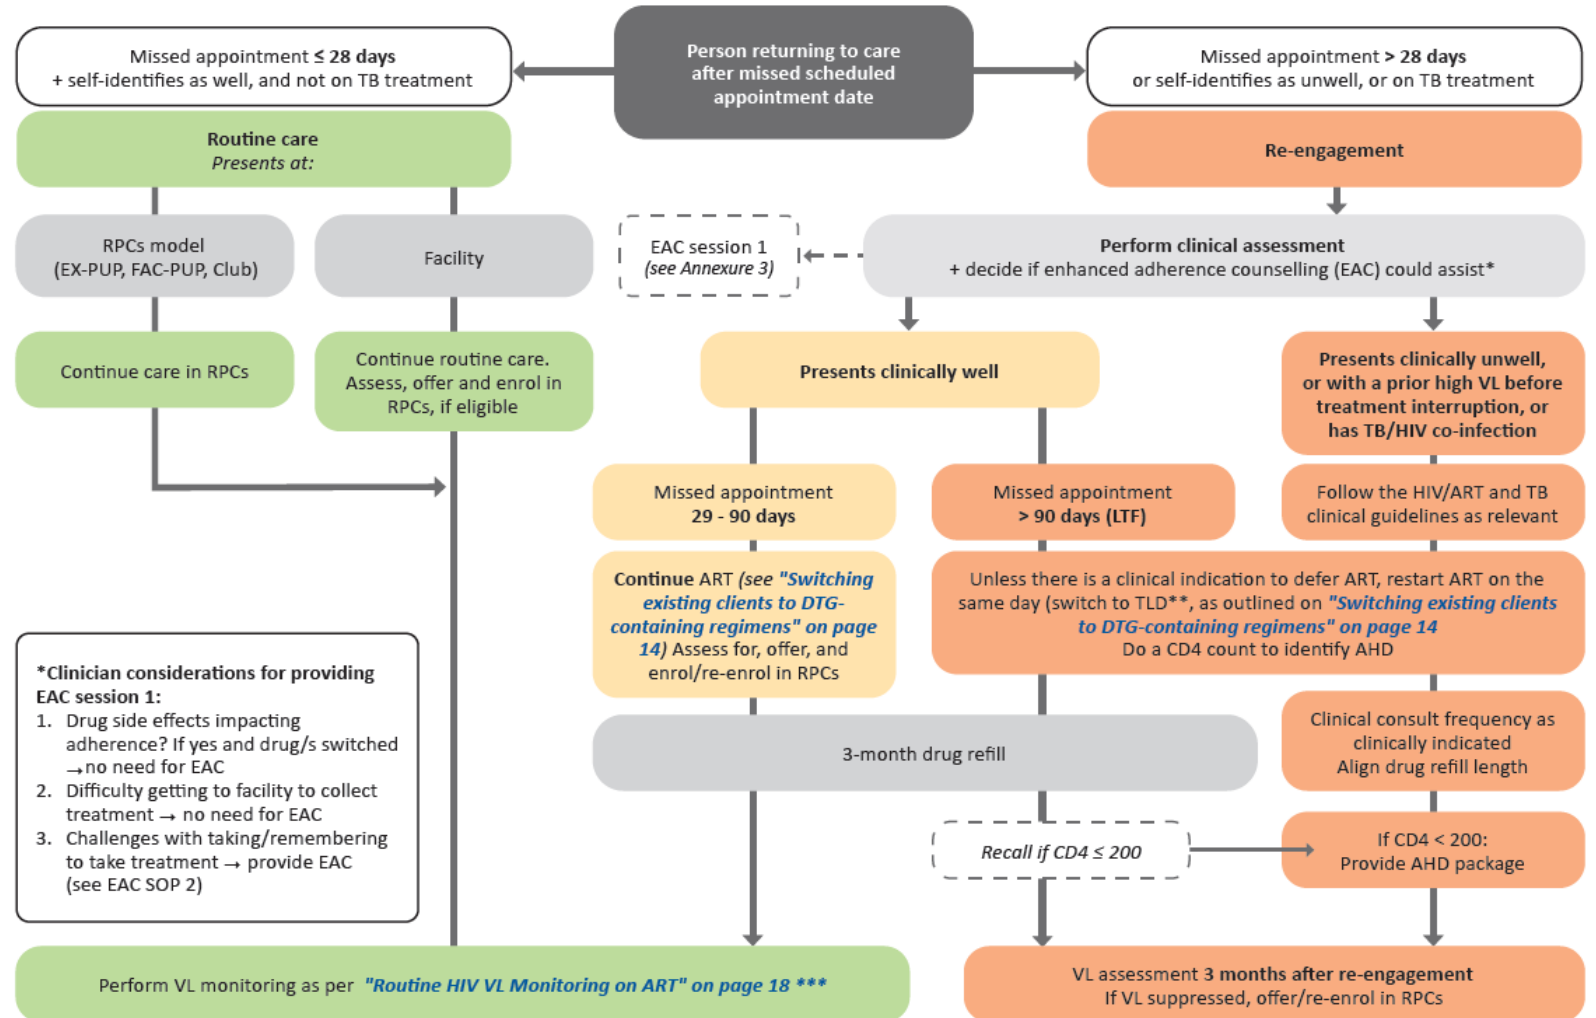 Person returning to care
after missed scheduled
appointment date
Missed appointment ≤ 28 days
+ self-identifies as well, and not on TB treatment
Missed appointment > 28 days
or self-identifies as unwell, or on TB treatment
Routine care
Presents at:
Re-engagement
RPCs model
(EX-PUP, FAC-PUP, Club)
Facility
EAC session 1
(see Annexure 3)
Perform clinical assessment
+ decide if enhanced adherence counselling (EAC) could assist*
Continue care in RPCs
Continue routine care.
Assess, offer and enrol in
RPCs, if eligible
Presents clinically well
Presents clinically unwell,
or with a prior high VL before
treatment interruption, or
has TB/HIV co-infection
Missed appointment
29 - 90 days
Missed appointment
> 90 days (LTF)
Follow the HIV/ART and TB
clinical guidelines as relevant
Continue ART (see "Switching
existing clients to DTG-
containing regimens" on page
14) Assess for, offer, and
enrol/re-enrol in RPCs
Unless there is a clinical indication to defer ART, restart ART on the
same day (switch to TLD**, as outlined on "Switching existing clients
to DTG-containing regimens" on page 14
Do a CD4 count to identify AHD
*Clinician considerations for providing
EAC session 1:
1. Drug side effects impacting
adherence? If yes and drug/s switched
→no need for EAC
2. Difficulty getting to facility to collect
treatment → no need for EAC
3. Challenges with taking/remembering
to take treatment → provide EAC
(see EAC SOP 2)
3-month drug refill
Clinical consult frequency as
clinically indicated
Align drug refill length
Recall if CD4 ≤ 200
If CD4 < 200:
Provide AHD package
Perform VL monitoring as per "Routine HIV VL Monitoring on ART" on page 18 ***
VL assessment 3 months after re-engagement
If VL suppressed, offer/re-enrol in RPCs